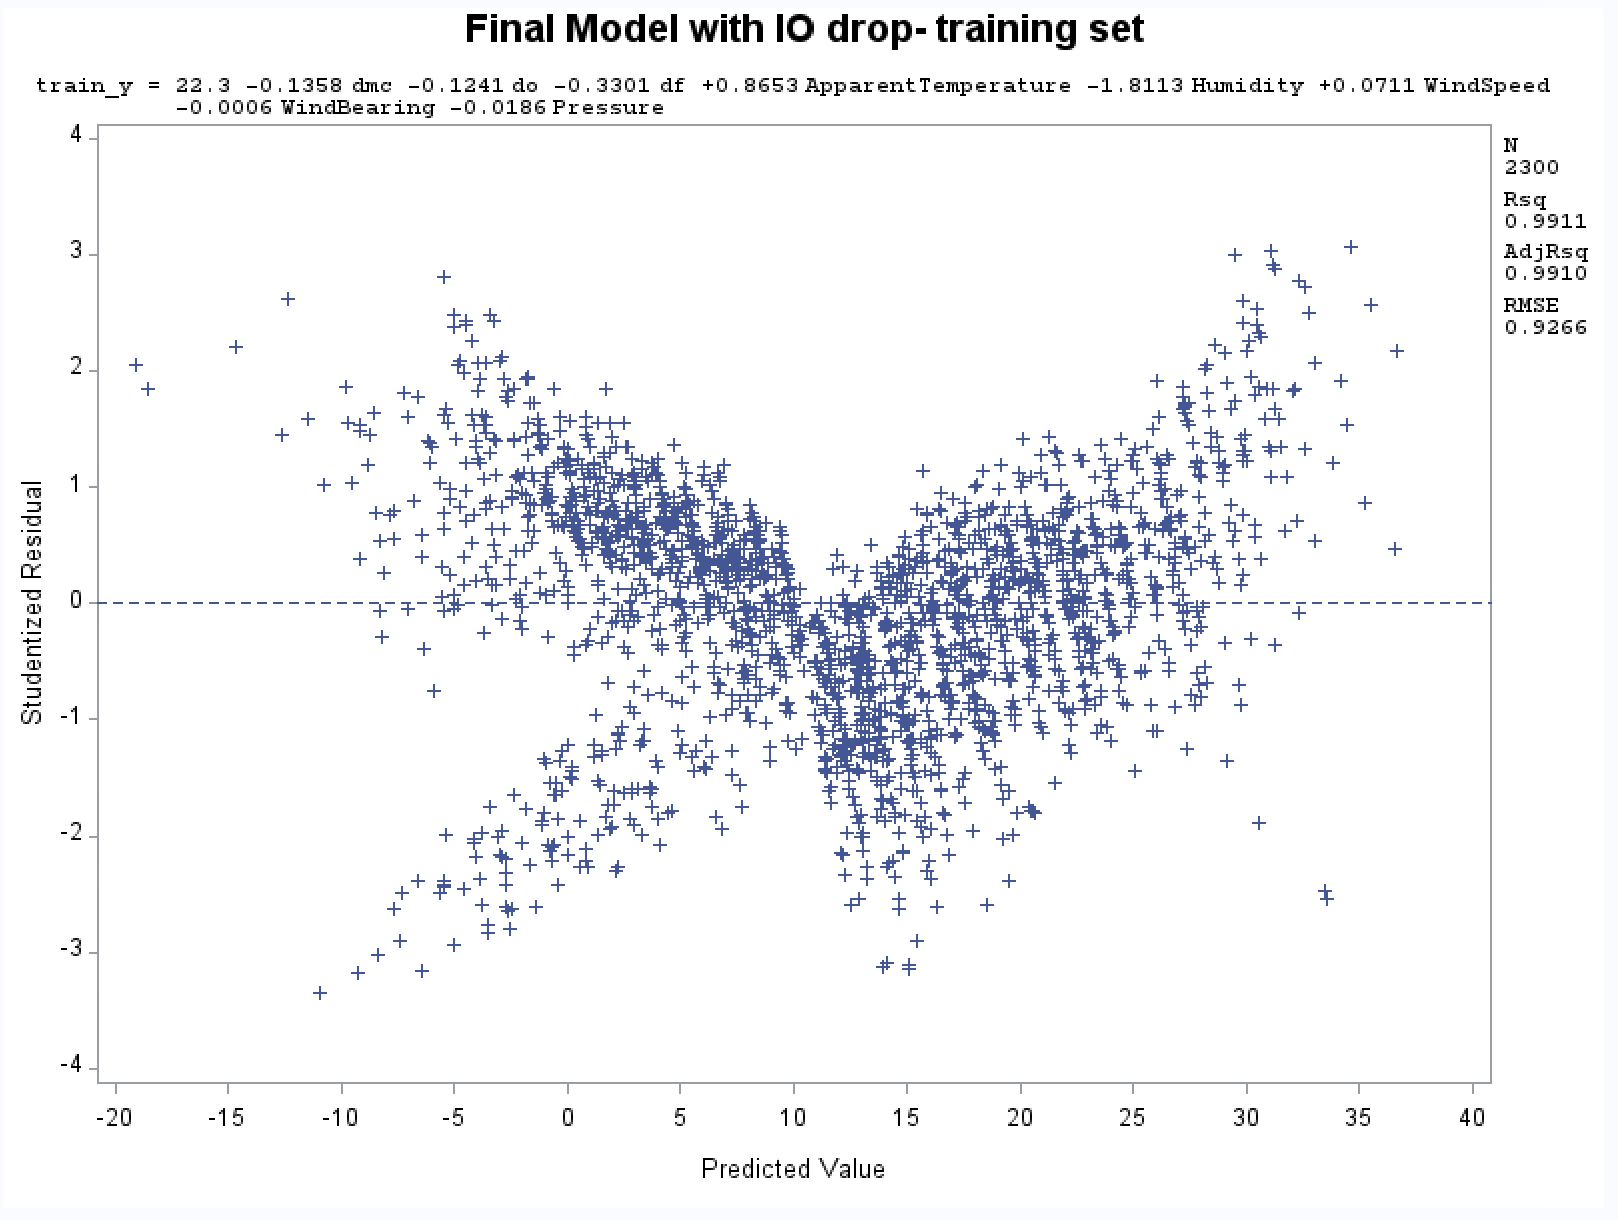 Final Model with IO drop- training set
train_y = 22.3 -0.1358 dmc -0.1241 do -0.3301 df +0.8653 ApparentTemperature -1.8113 Humidity +0.0711 WindSpeed
-0.0006 WindBearing -0.0186 Pressure
4
3
2
1
0
-1
-2
-3
-4
Studentized Residual
N
2300
Rsq
0.9911
AdjRsq
0.9910
RMSE
0.9266
-20 -15 -10 -5 0 5 10 15 20 25 30 35 40
Predicted Value